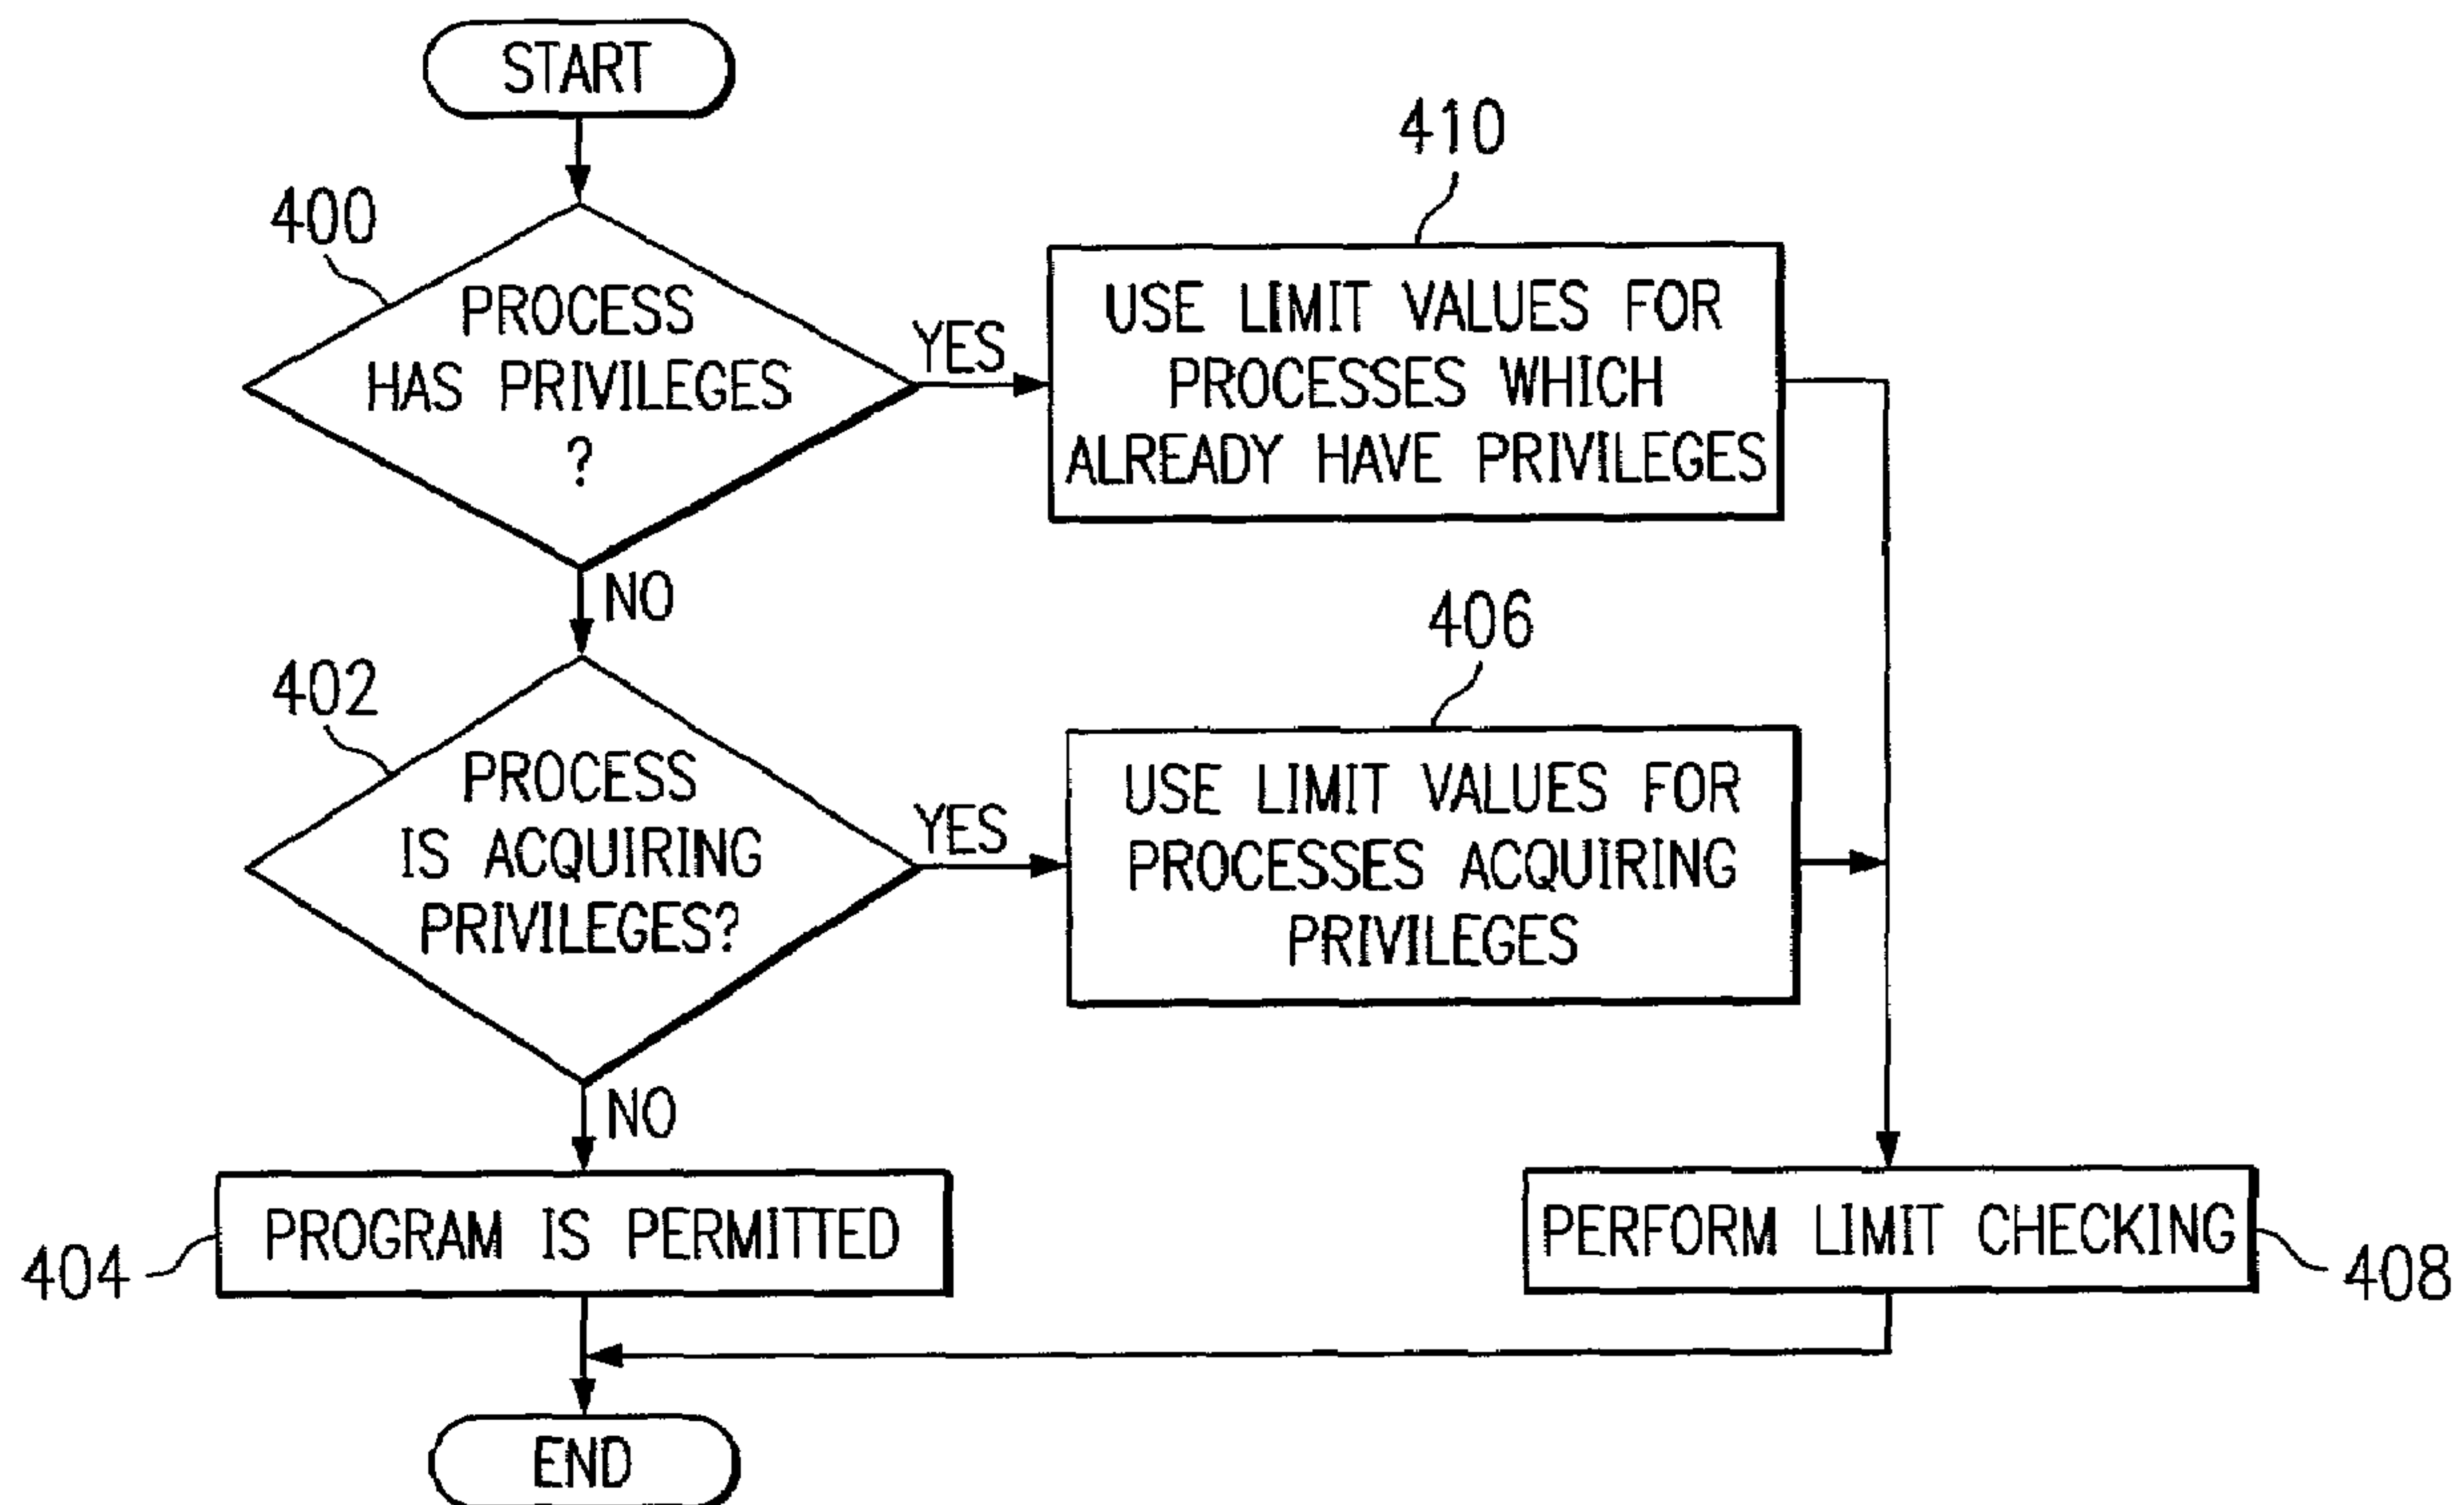 START
400
PROCESS
HAS PRIVILEGES
?
YES
410
USE LIMIT VALUES FOR
PROCESSES WHICH
ALREADY HAVE PRIVILEGES
NO
402
PROCESS
IS ACQUIRING
PRIVILEGES?
YES
406
USE LIMIT VALUES FOR
PROCESSES ACQUIRING
PRIVILEGES
NO
404
PROGRAM IS PERMITTED
PERFORM LIMIT CHECKING
408
END